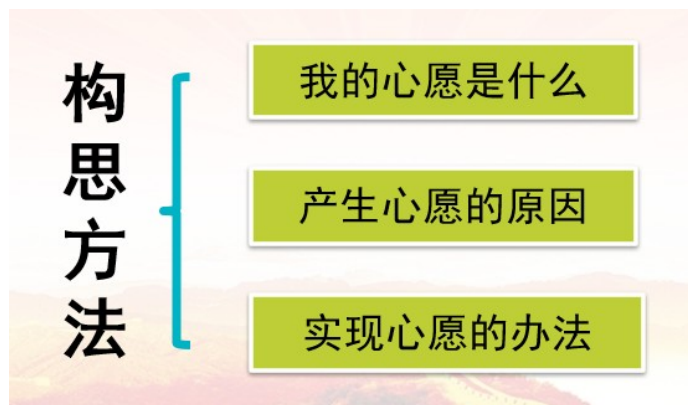 构思方法
我的心愿是什么
产生心愿的原因
实现心愿的办法